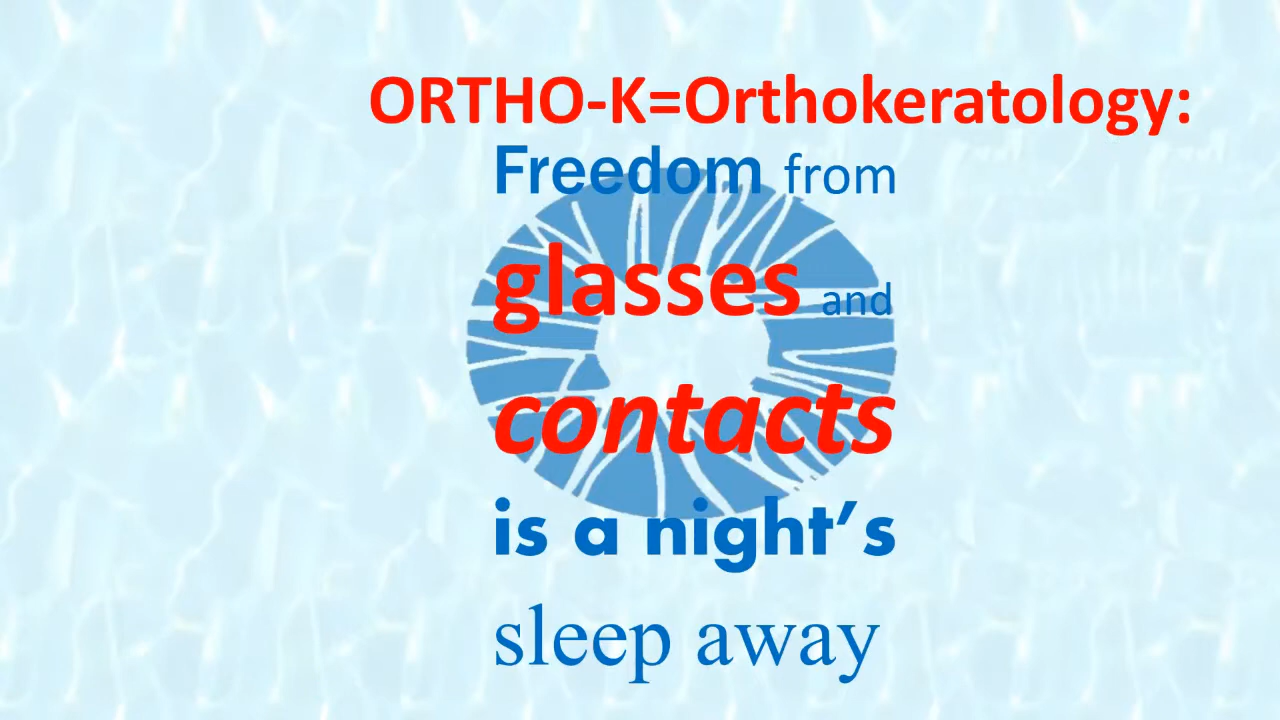 ORTHO-K=Orthokeratology:
Freedom from
glasses and
contacts
is a night’s
sleep away